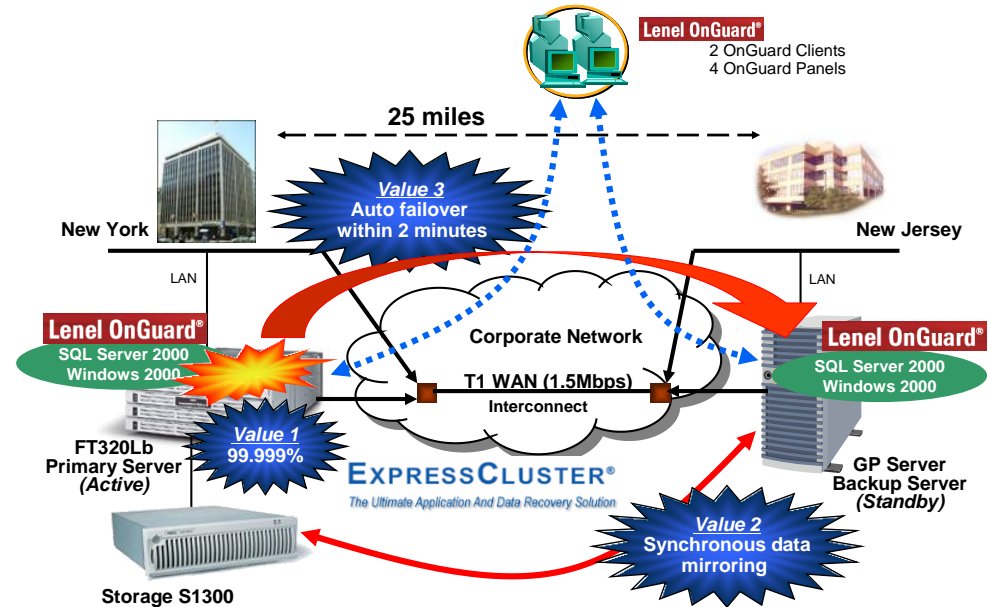 Lenel OnGuard®
2 OnGuard Clients
4 OnGuard Panels
25 miles
New York
New Jersey
Value 3
Auto failover
within 2 minutes
LAN
LAN
Lenel OnGuard®
SQL Server 2000
Windows 2000
Corporate Network
Lenel OnGuard®
SQL Server 2000
Windows 2000
T1 WAN (1.5Mbps)
Interconnect
Value 1
99.999%
FT320Lb
Primary Server
(Active)
EXPRESSCLUSTER®
The Ultimate Application And Data Recovery Solution
GP Server
Backup Server
(Standby)
Value 2
Synchronous data
mirroring
Storage S1300